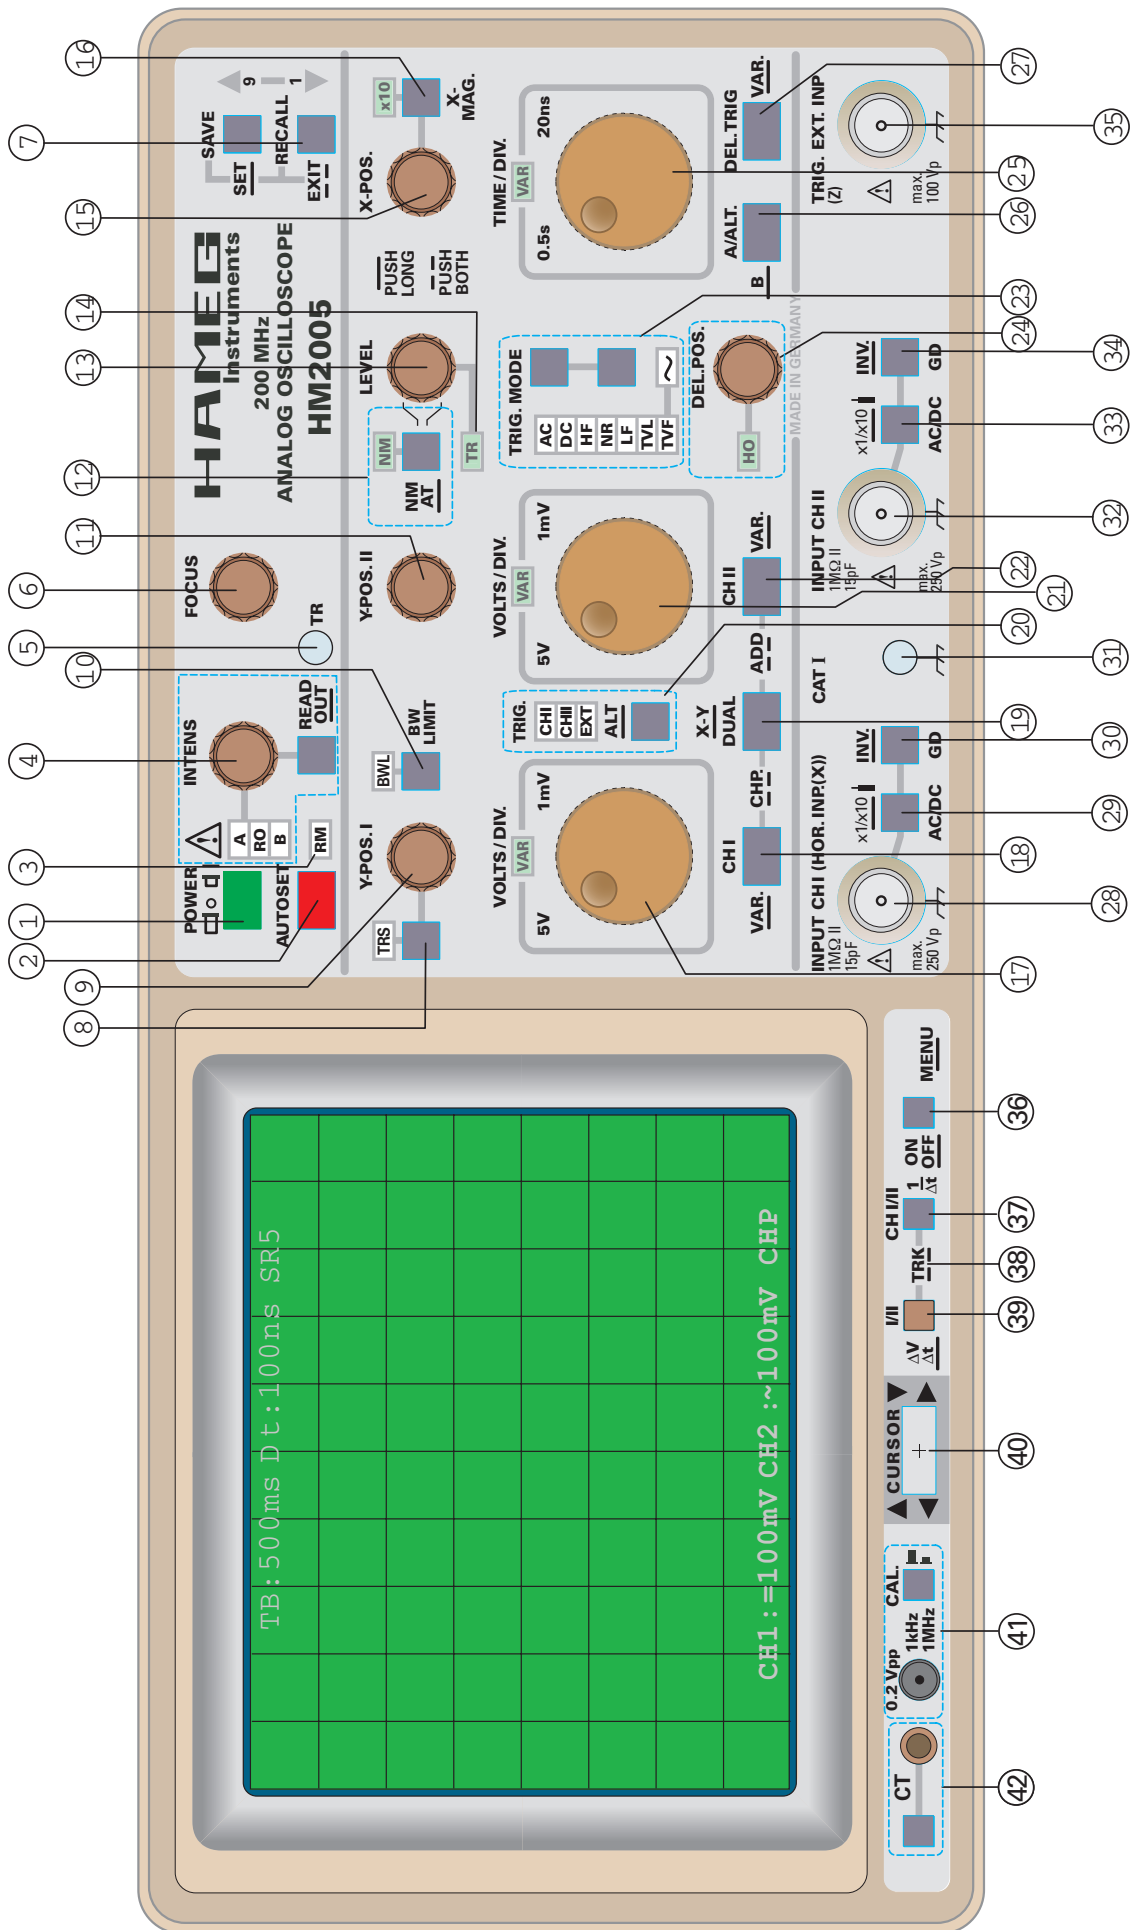 HAMEG
Instruments
200 MHz
ANALOG OSCILLOSCOPE
HM2005
POWER
AUTOSET
RM
A
RO
B
INTENS
READ
OUT
TR
FOCUS
SAVE
SET
RECALL
EXIT
9
1
TRS
Y-POS. I
BWL
BW
LIMIT
Y-POS. II
NM
NM
AT
LEVEL
TR
PUSH
LONG
PUSH
BOTH
X-POS.
x10
X-
MAG.
VOLTS / DIV.
VAR
5V
1mV
TRIG.
CHI
CHII
EXT
ALT
VOLTS / DIV.
VAR
5V
1mV
TRIG. MODE
AC
DC
HF
NR
LF
TVL
TVF
~
HO
DEL.POS.
TIME / DIV.
VAR
0.5s
20ns
VAR.
CH I
CHP.
X-Y
DUAL
ADD
CH II
VAR.
B
A/ALT.
DEL.TRIG
VAR.
MADE IN GERMANY
INPUT CH I (HOR. INP.(X))
1MΩ II
15pF
max.
250 Vp
x1/x10
AC/DC
INV.
GD
CAT I
INPUT CH II
1MΩ II
15pF
max.
250 Vp
x1/x10
AC/DC
INV.
GD
TRIG. EXT. INP
(Z)
max.
100 Vp
TB:500ms Dt:100ns SR5
CH1:=100mV CH2 :~100mV CHP
CT
0.2 Vpp
1kHz
1MHz
CAL.
CURSOR
ΔV
Δt
I/II
TRK
CH I/II
1
Δt
ON
OFF
MENU
1
2
3
4
5
6
7
8
9
10
11
12
13
14
15
16
17
18
19
20
21
22
23
24
25
26
27
28
29
30
31
32
33
34
35
36
37
38
39
40
41
42